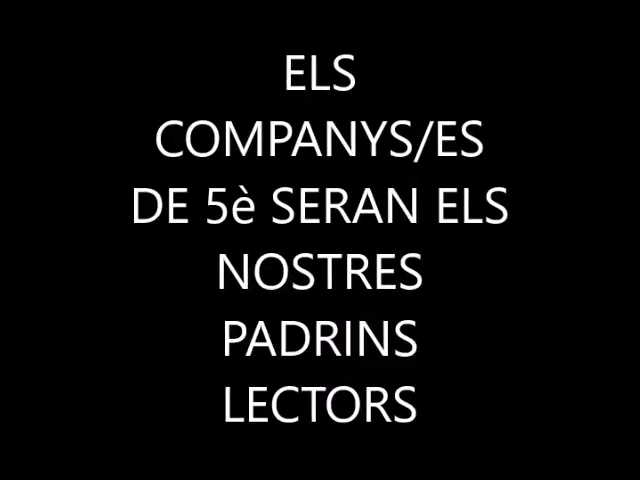 ELS
COMPANYS/ES
DE 5è SERAN ELS
NOSTRES
PADRINS
LECTORS